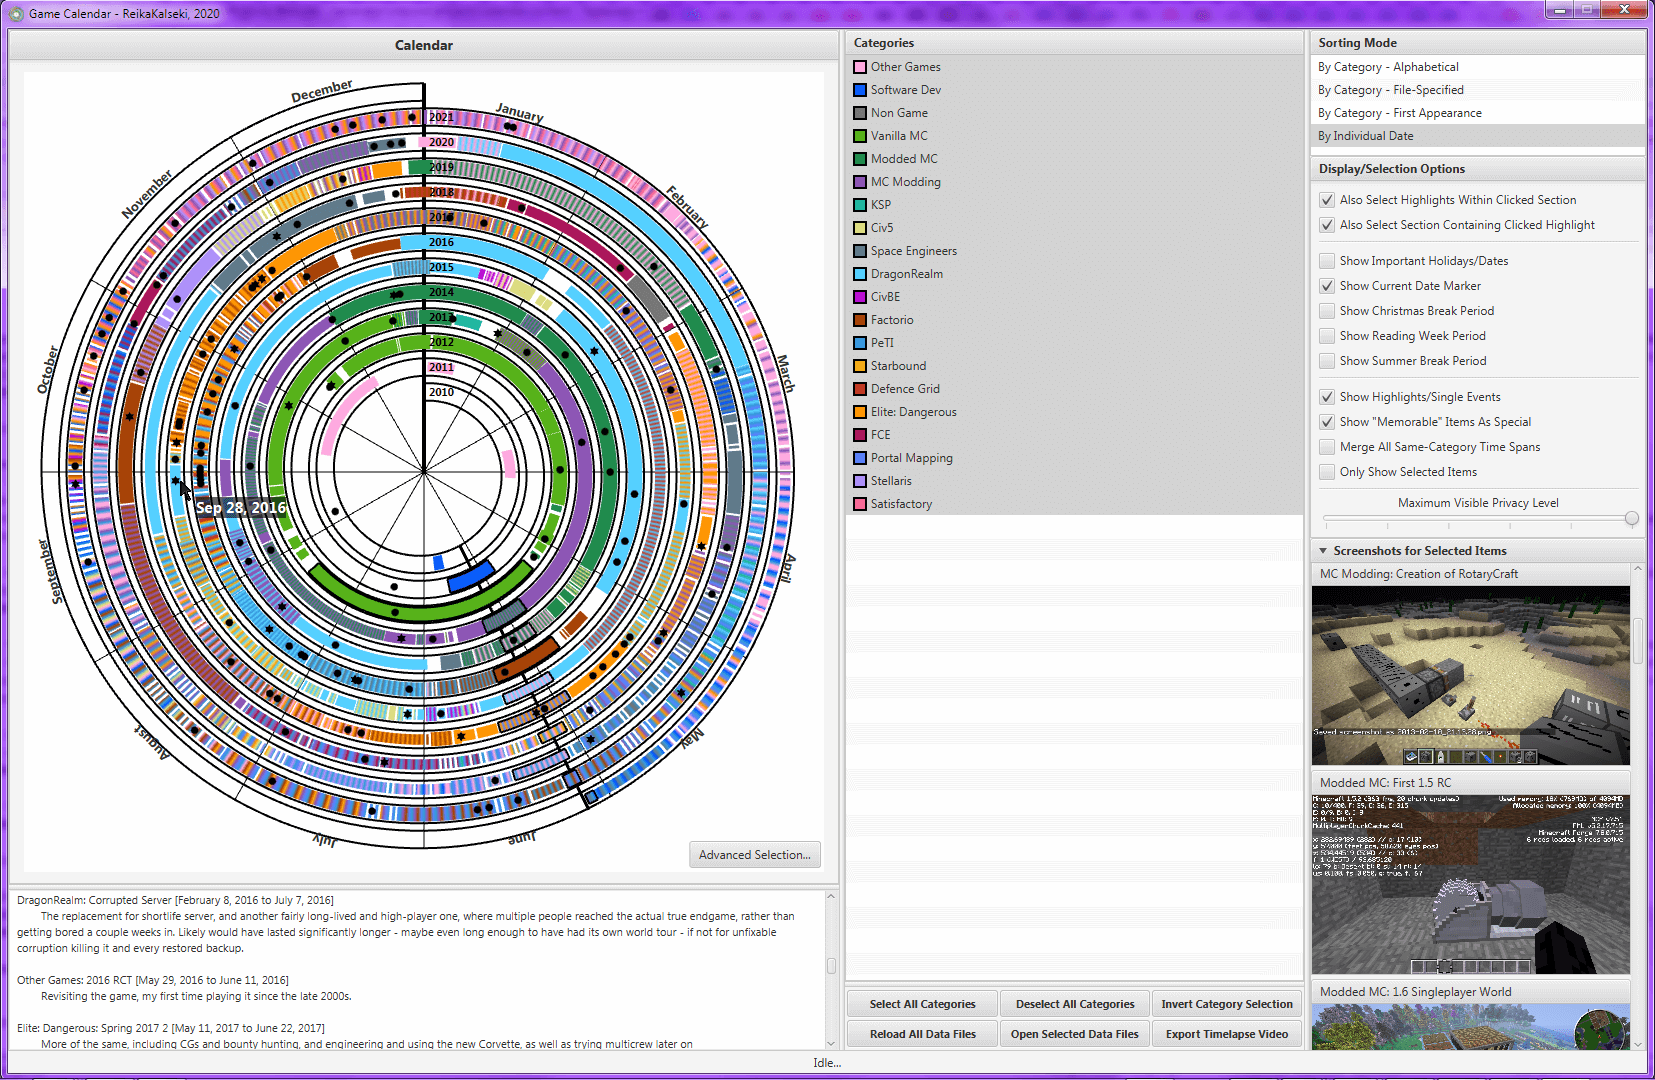 Game Calendar - ReikaKalseki, 2020
Calendar
December
January
November
February
October
March
September
April
August
May
July
June
2021
2020
2019
2018
2017
2016
2015
2014
2013
2012
2011
2010
Sep 28, 2016
Advanced Selection...
DragonRealm: Corrupted Server [February 8, 2016 to July 7, 2016]
The replacement for shortlife server, and another fairly long-lived and high-player one, where multiple people reached the actual true endgame, rather than
getting bored a couple weeks in. Likely would have lasted significantly longer - maybe even long enough to have had its own world tour - if not for unfixable
corruption killing it and every restored backup.
Other Games: 2016 RCT [May 29, 2016 to June 11, 2016]
Revisiting the game, my first time playing it since the late 2000s.
Elite: Dangerous: Spring 2017 2 [May 11, 2017 to June 22, 2017]
More of the same, including CGs and bounty hunting, and engineering and using the new Corvette, as well as trying multicrew later on
Categories
Other Games
Software Dev
Non Game
Vanilla MC
Modded MC
MC Modding
KSP
Civ5
Space Engineers
DragonRealm
CivBE
Factorio
PeTI
Starbound
Defence Grid
Elite: Dangerous
FCE
Portal Mapping
Stellaris
Satisfactory
Select All Categories
Deselect All Categories
Invert Category Selection
Reload All Data Files
Open Selected Data Files
Export Timelapse Video
Sorting Mode
By Category - Alphabetical
By Category - File-Specified
By Category - First Appearance
By Individual Date
Display/Selection Options
Also Select Highlights Within Clicked Section
Also Select Section Containing Clicked Highlight
Show Important Holidays/Dates
Show Current Date Marker
Show Christmas Break Period
Show Reading Week Period
Show Summer Break Period
Show Highlights/Single Events
Show "Memorable" Items As Special
Merge All Same-Category Time Spans
Only Show Selected Items
Maximum Visible Privacy Level
Screenshots for Selected Items
MC Modding: Creation of RotaryCraft
Saved screenshot as
Modded MC: First 1.5 RC
Modded MC: 1.6 Singleplayer World
Idle...